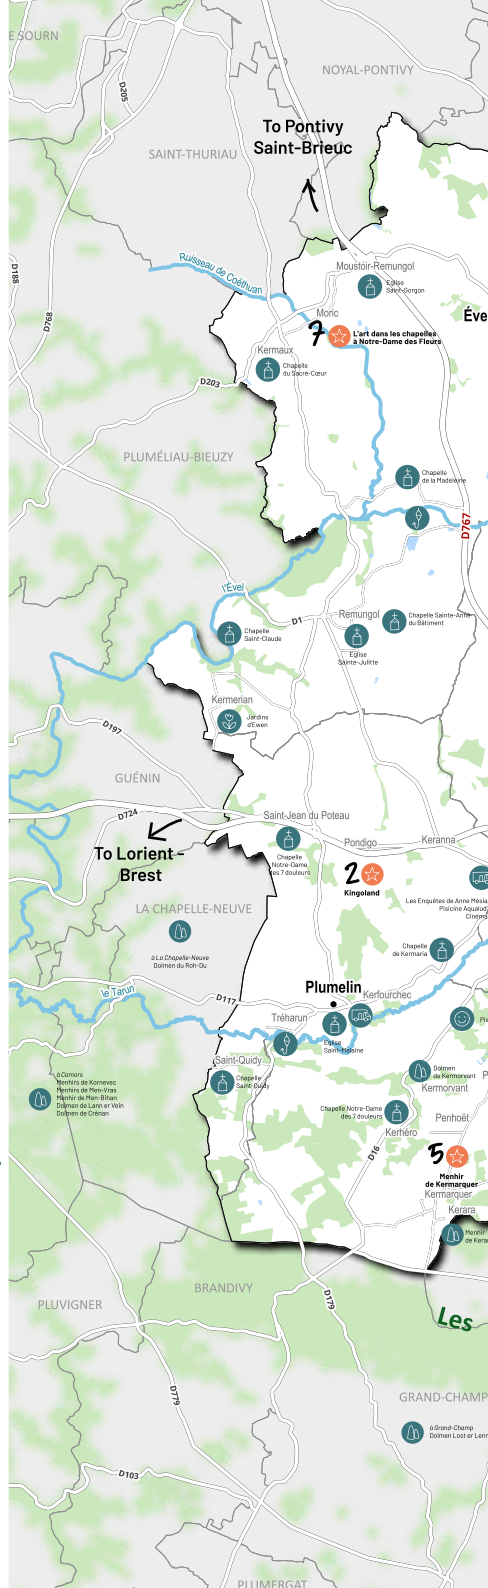 E SOURN
D205
NOYAL-PONTIVY
To Pontivy
Saint-Brieuc
SAINT-THURIAU
Ruisseau de Coëthuan
D188
D768
Moustoir-Remungol
Eglise
Saint-Gorgon
Moric
Éve
7
L'art dans les chapelles
à Notre-Dame des Fleurs
Kermaux
Chapelle
du Sacré-Cœur
D203
PLUMÉLIAU-BIEUZY
Chapelle
de la Madeleine
D767
l'Ével
D1
Remungol
Chapelle Sainte-Anne
du Bâtiment
Chapelle
Saint-Claude
Eglise
Sainte-Julitte
Kermerian
Jardins
d'Ewen
D197
GUÉNIN
D724
Saint-Jean du Poteau
To Lorient -
Brest
Chapelle
Notre-Dame
des 7 douleurs
Pondigo
Keranna
2
Kingoland
Les Enquêtes de Anne Mésia
Piscine Aqualud
Cinéma
LA CHAPELLE-NEUVE
à La Chapelle-Neuve
Dolmen du Roh-Du
Chapelle
de Kermaria
le Tarun
D117
Plumelin
Kerfourchec
Tréharun
Eglise
Saint-Mélaine
Pis
Saint-Quidy
Chapelle
Saint-Quidy
Dolmen
de Kermorvant
P
Kermorvant
à Camors
Menhirs de Kornevec
Menhirs de Men-Vras
Menhir de Men-Bihan
Dolmen de Lann er Vein
Dolmen de Crénan
Chapelle Notre-Dame
des 7 douleurs
Penhoët
Kerhéro
D16
5
Menhir
de Kermarquer
Kermarquer
Kerara
Menhir
de Kerara
BRANDIVY
D179
PLUVIGNER
Les
D779
GRAND-CHAMP
à Grand-Champ
Dolmen Lost er Lenn
D103
PLUMERGAT